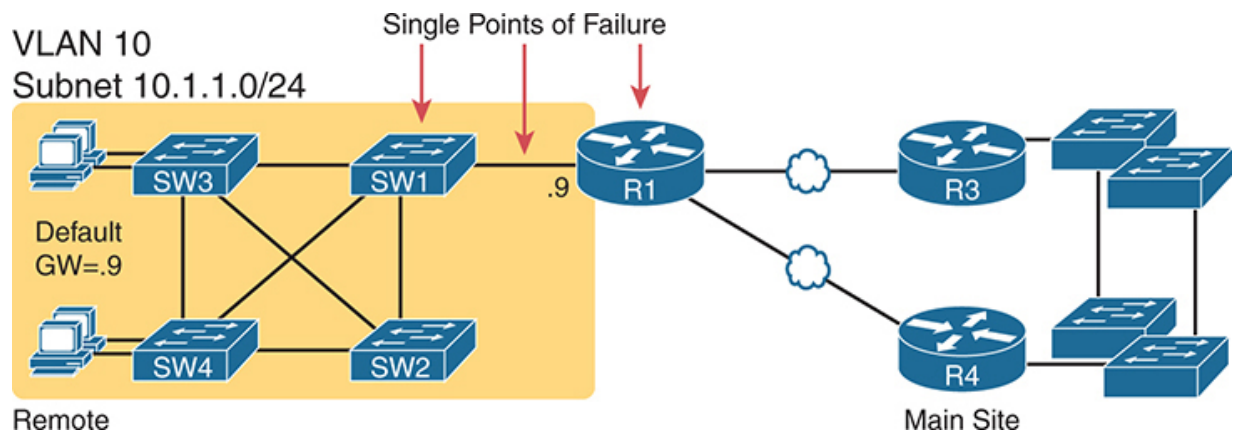 Single Points of Failure
VLAN 10
Subnet 10.1.1.0/24
SW3
SW1
.9
R1
R3
Default
GW=.9
SW4
SW2
R4
Remote
Main Site